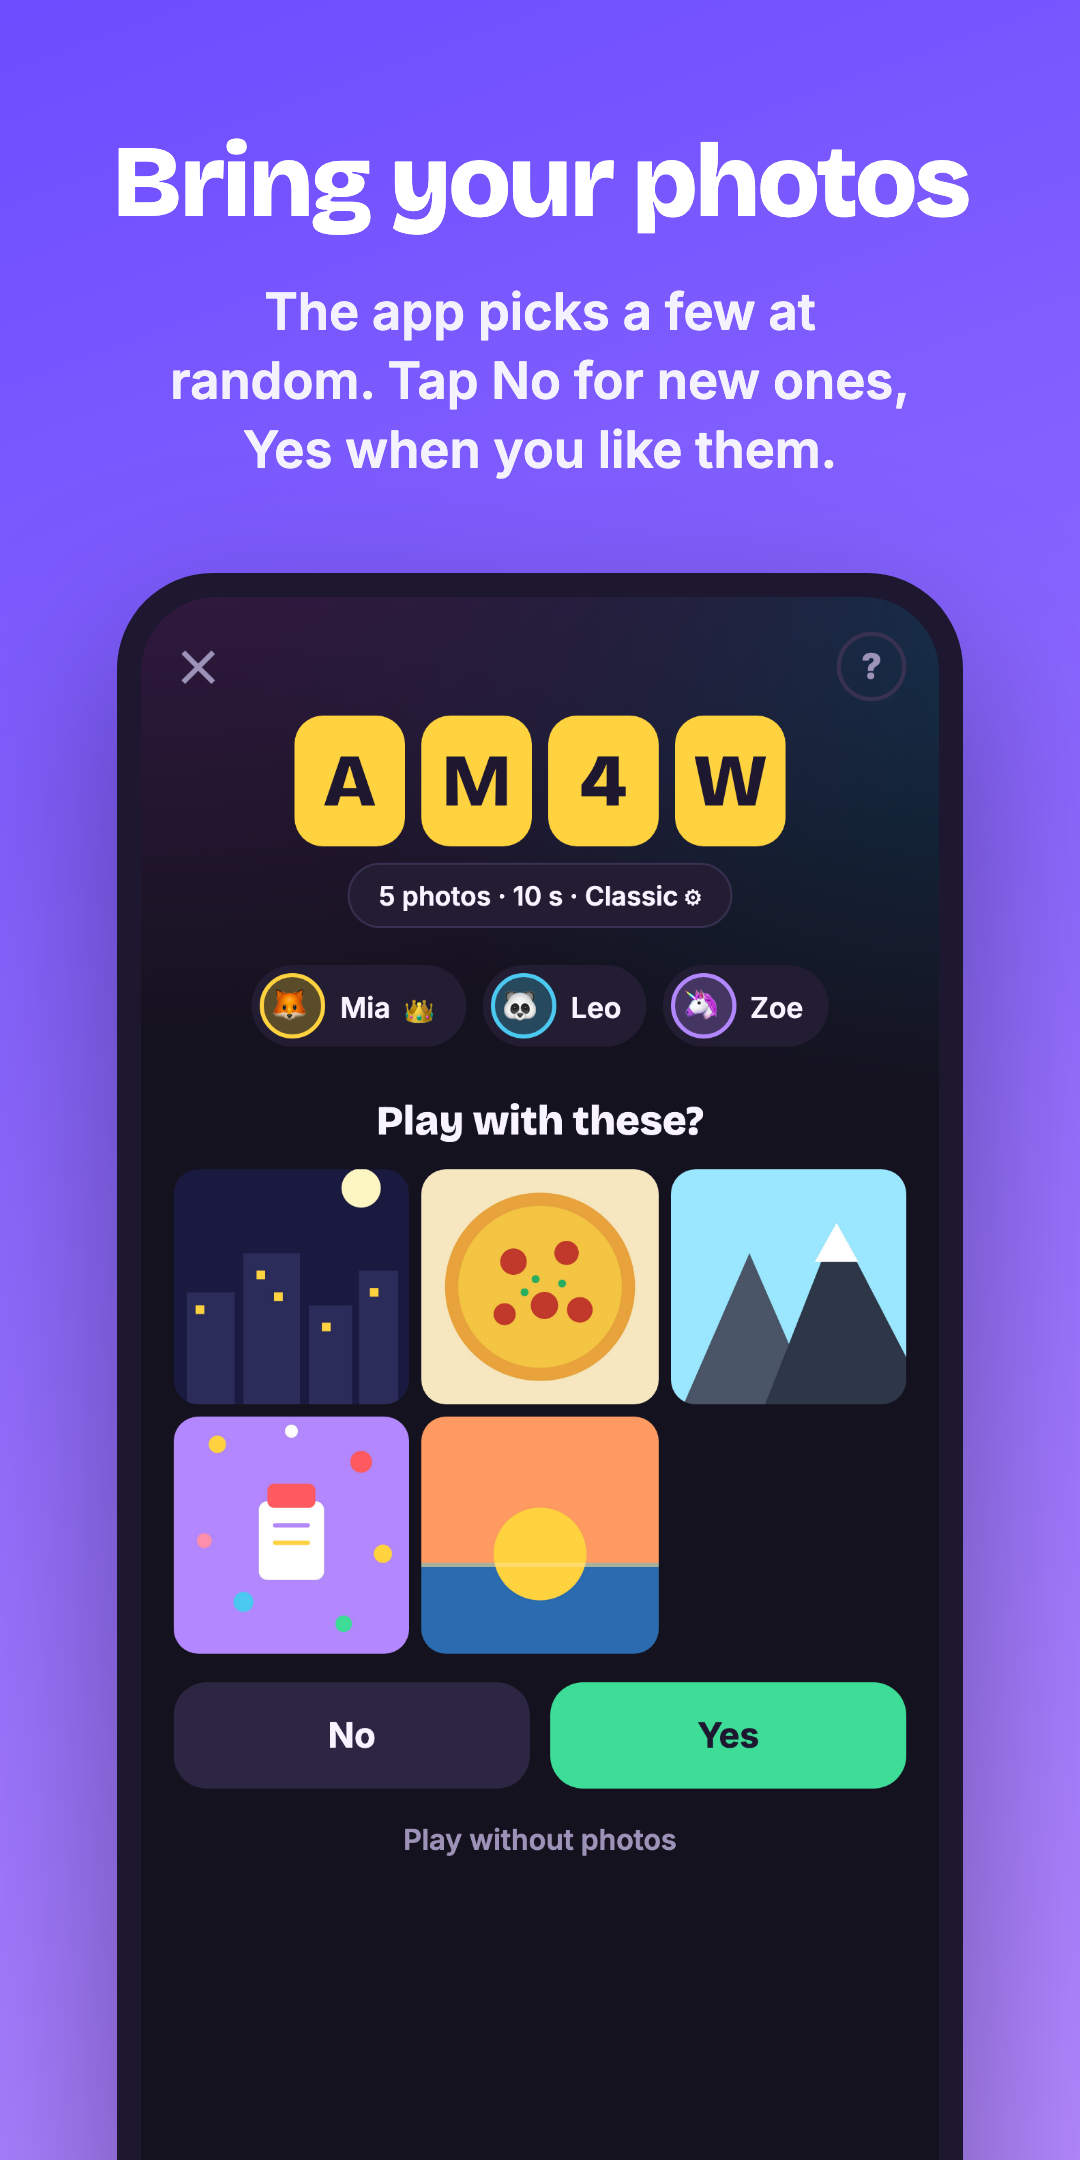 Bring your photos
The app picks a few at
random. Tap No for new ones,
Yes when you like them.
?
A M 4 W
5 photos · 10 s · Classic ⚙
Mia 👑 Leo Zoe
Play with these?
No Yes
Play without photos